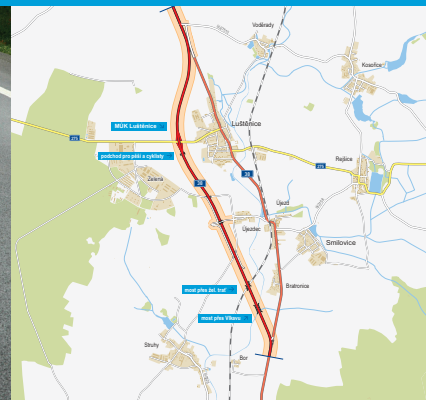 Voděrady
Kosořice
MÚK Luštěnice
Luštěnice
275
podchod pro pěší a cyklisty
275
Rejšice
Zelená
38
38
Újezd
Újezdec
Smilovice
most přes žel. trať
Bratronice
most přes Vlkavu
Struhy
Bor